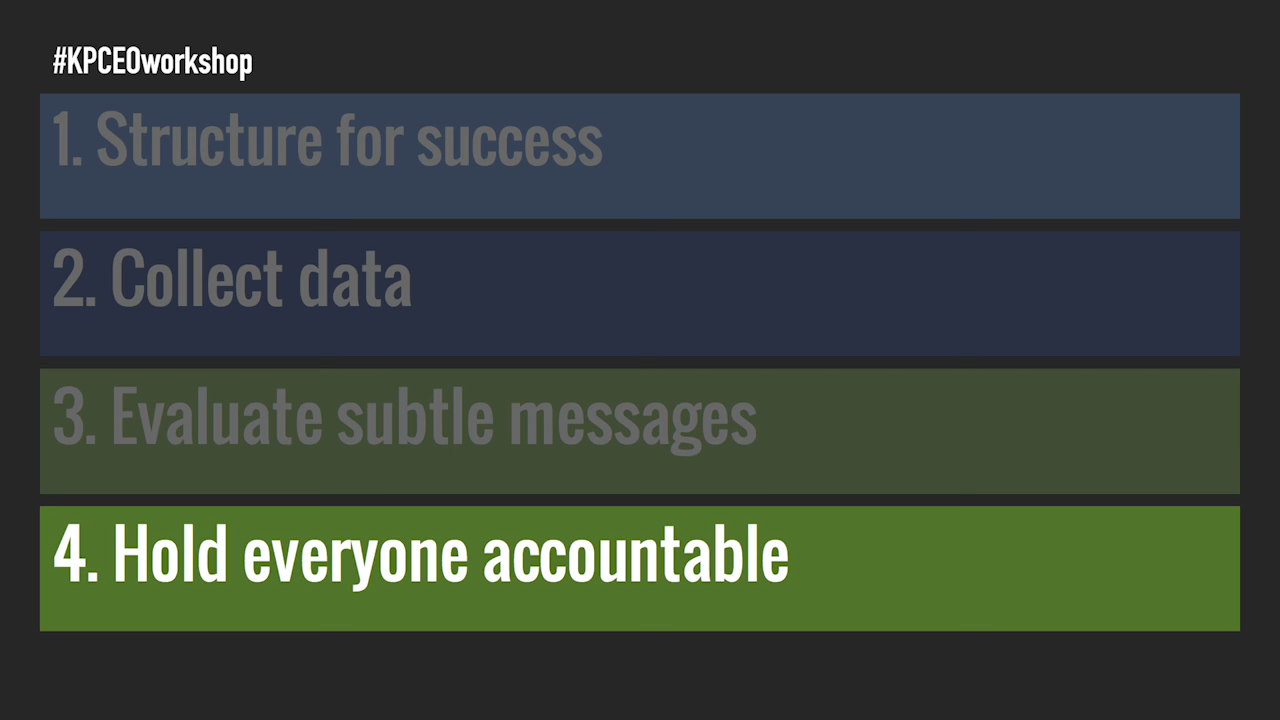 #KPCEOworkshop
1. Structure for success
2. Collect data
3. Evaluate subtle messages
4. Hold everyone accountable